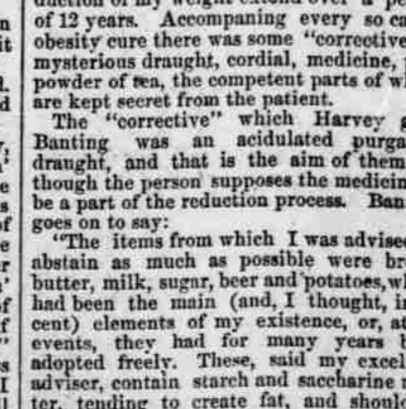 of 12 years. Accompaning every so ca
obesity cure there was some "corrective
mysterious draught, cordial, medicine,
powder of tea, the competent parts of wh
are kept secret from the patient.
The "corrective" which Harvey g
Banting was an acidulated purga
draught, and that is the aim of them
though the person supposes the medicin
be a part of the reduction process. Ban
goes on to say:
"The items from which I was advised
abstain as much as possible were bre
butter, milk, sugar, beer and potatoes, wh
had been the main (and, I thought, in
cent) elements of my existence, or, at
events, they had for many years b
adopted freely. These, said my excel
adviser, contain starch and saccharine m
ter, tending to create fat, and should